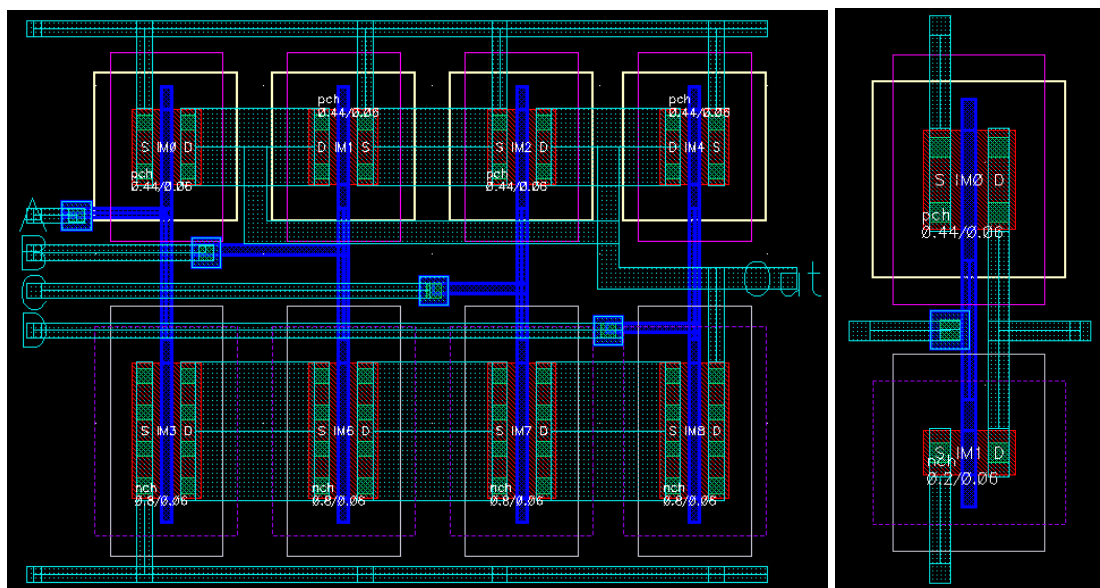 pch
0.44/0.06
pch
0.44/0.06
S IM0 D
D IM1 S
S IM2 D
D IM4 S
S IM0 D
pch
0.44/0.06
pch
0.44/0.06
pch
0.44/0.06
A
B
C
Out
D
S IM3 D
S IM6 D
S IM7 D
S IM8 D
S IM1 D
nch
0.8/0.06
nch
0.8/0.06
nch
0.8/0.06
nch
0.8/0.06
nch
0.2/0.06